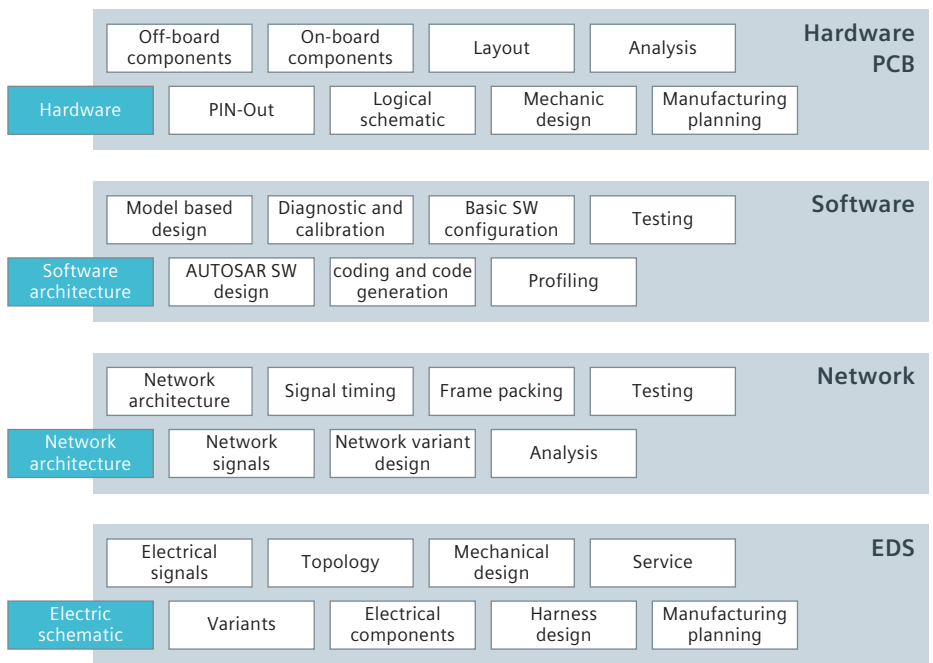 Hardware
PCB
Off-board
components
On-board
components
Layout
Analysis
Hardware
PIN-Out
Logical
schematic
Mechanic
design
Manufacturing
planning
Software
Model based
design
Diagnostic and
calibration
Basic SW
configuration
Testing
Software
architecture
AUTOSAR SW
design
coding and code
generation
Profiling
Network
Network
architecture
Signal timing
Frame packing
Testing
Network
architecture
Network
signals
Network variant
design
Analysis
EDS
Electrical
signals
Topology
Mechanical
design
Service
Electric
schematic
Variants
Electrical
components
Harness
design
Manufacturing
planning